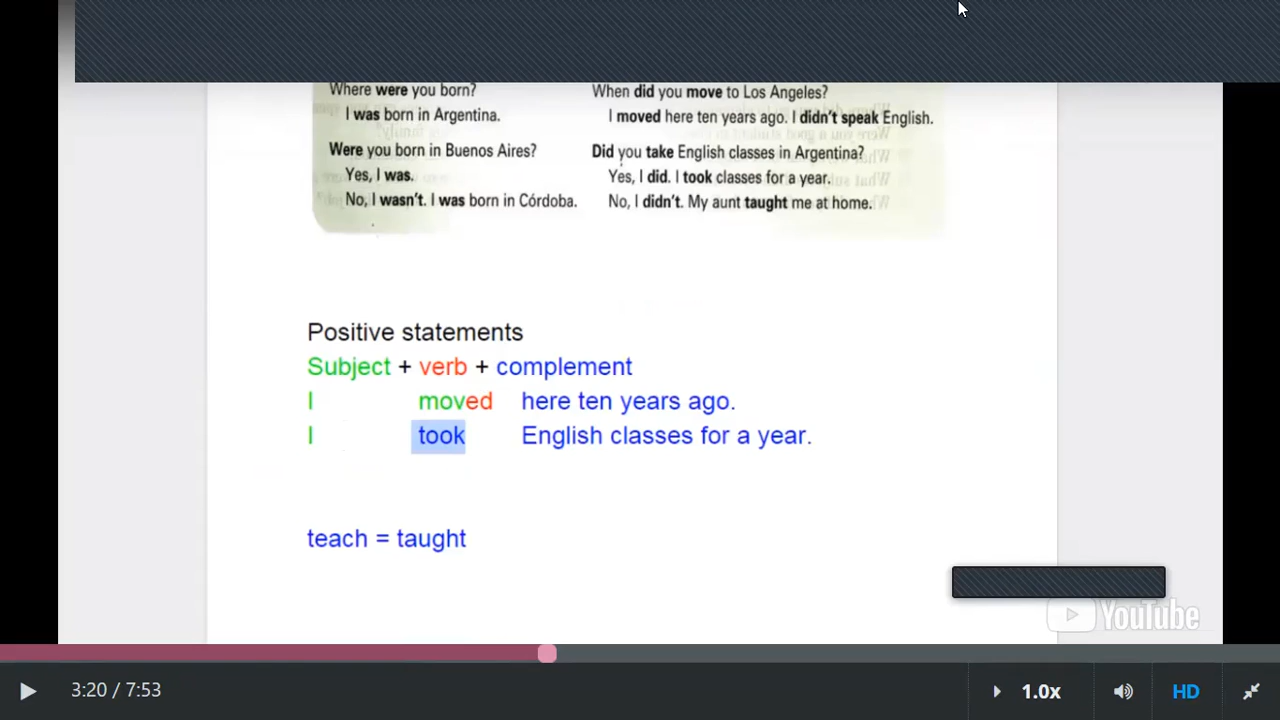 Where were you born?
I was born in Argentina.
Were you born in Buenos Aires?
Yes, I was.
No, I wasn't. I was born in Córdoba.
When did you move to Los Angeles?
I moved here ten years ago. I didn't speak English.
Did you take English classes in Argentina?
Yes, I did. I took classes for a year.
No, I didn't. My aunt taught me at home.
Positive statements
Subject + verb + complement
I moved here ten years ago.
I took English classes for a year.
teach = taught
YouTube
3:20 / 7:53
1.0x
HD